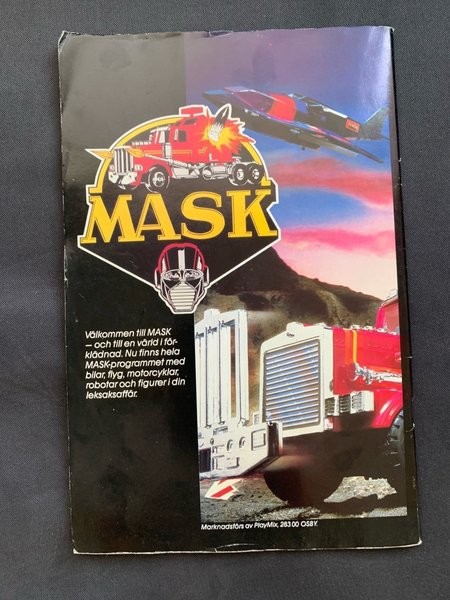 MASK
Välkommen till MASK
– och till en värld i för-
klädnad. Nu finns hela
MASK-programmet med
bilar, flyg, motorcyklar,
robotar och figurer i din
leksaksaffär.
Marknadsförs av PlayMix, 283 00 OSBY.